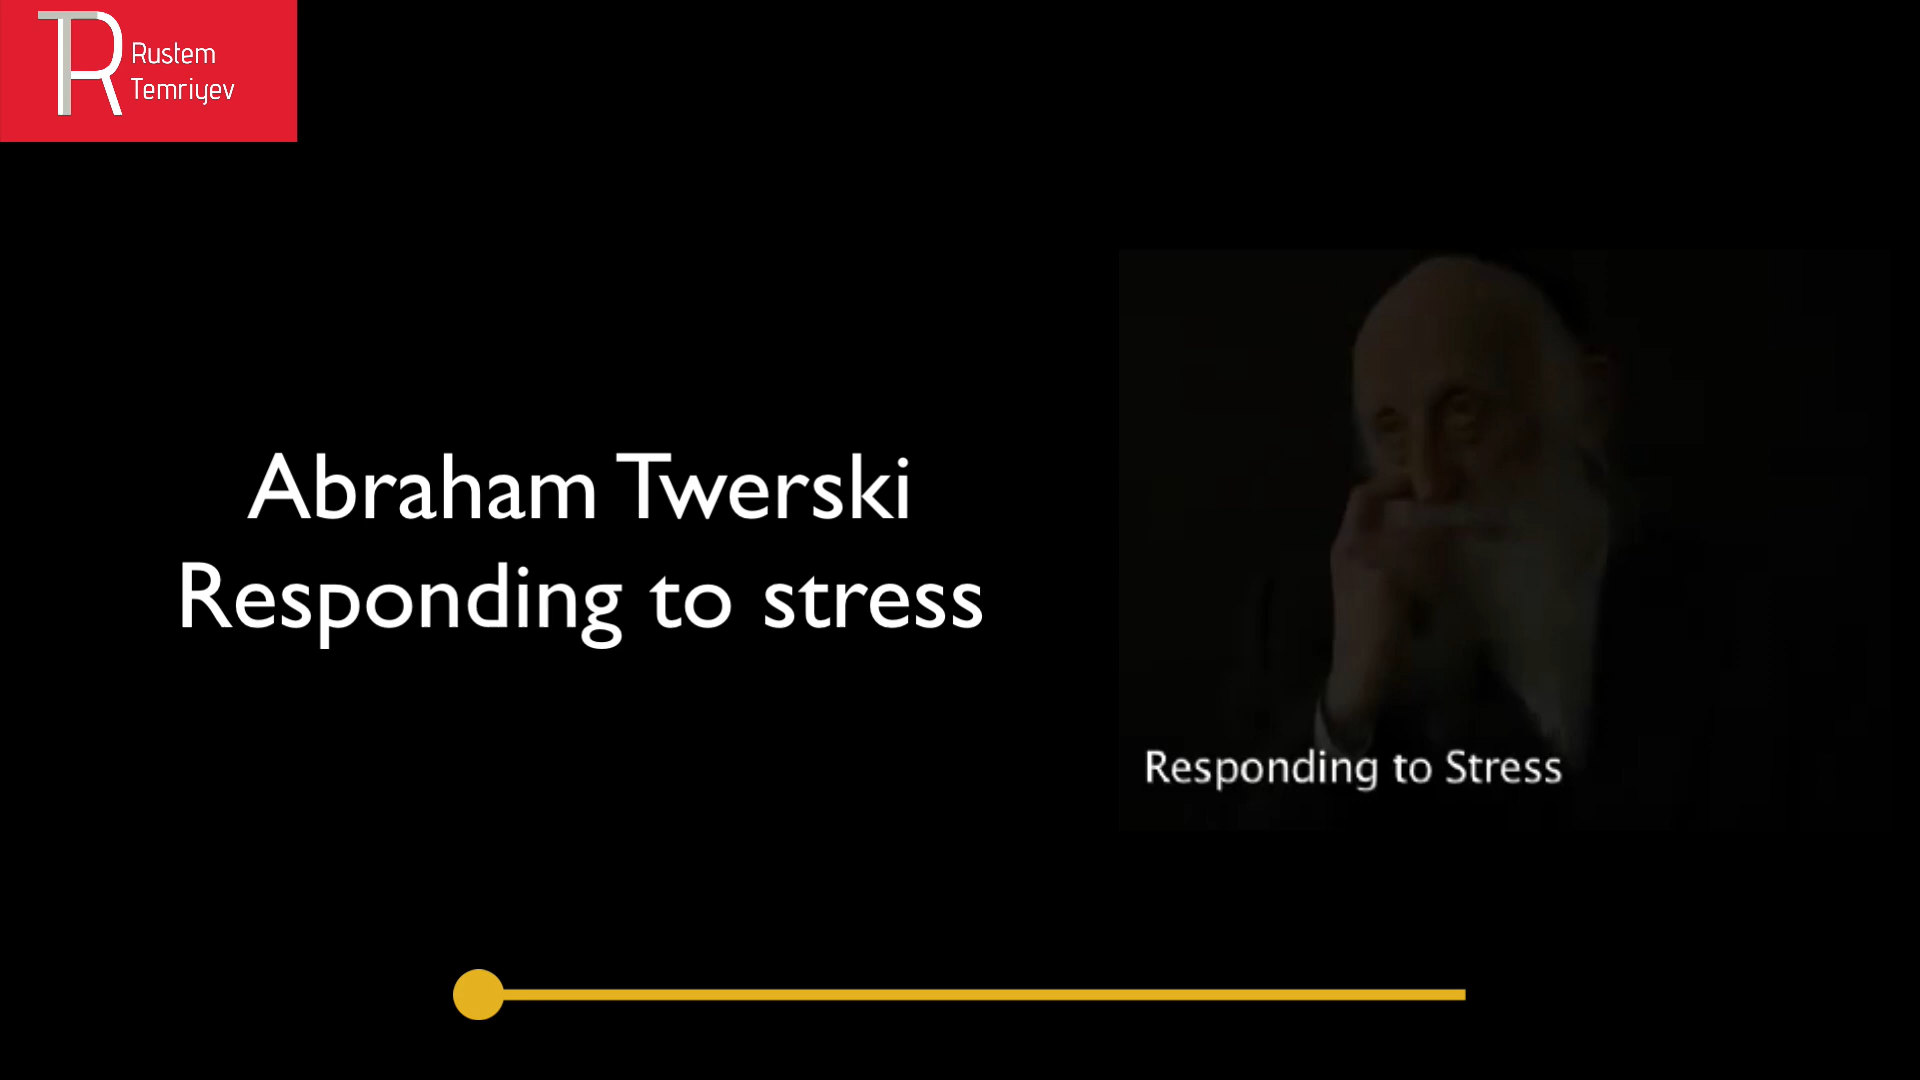 Rustem
Temriyev
Abraham Twerski
Responding to stress
Responding to Stress